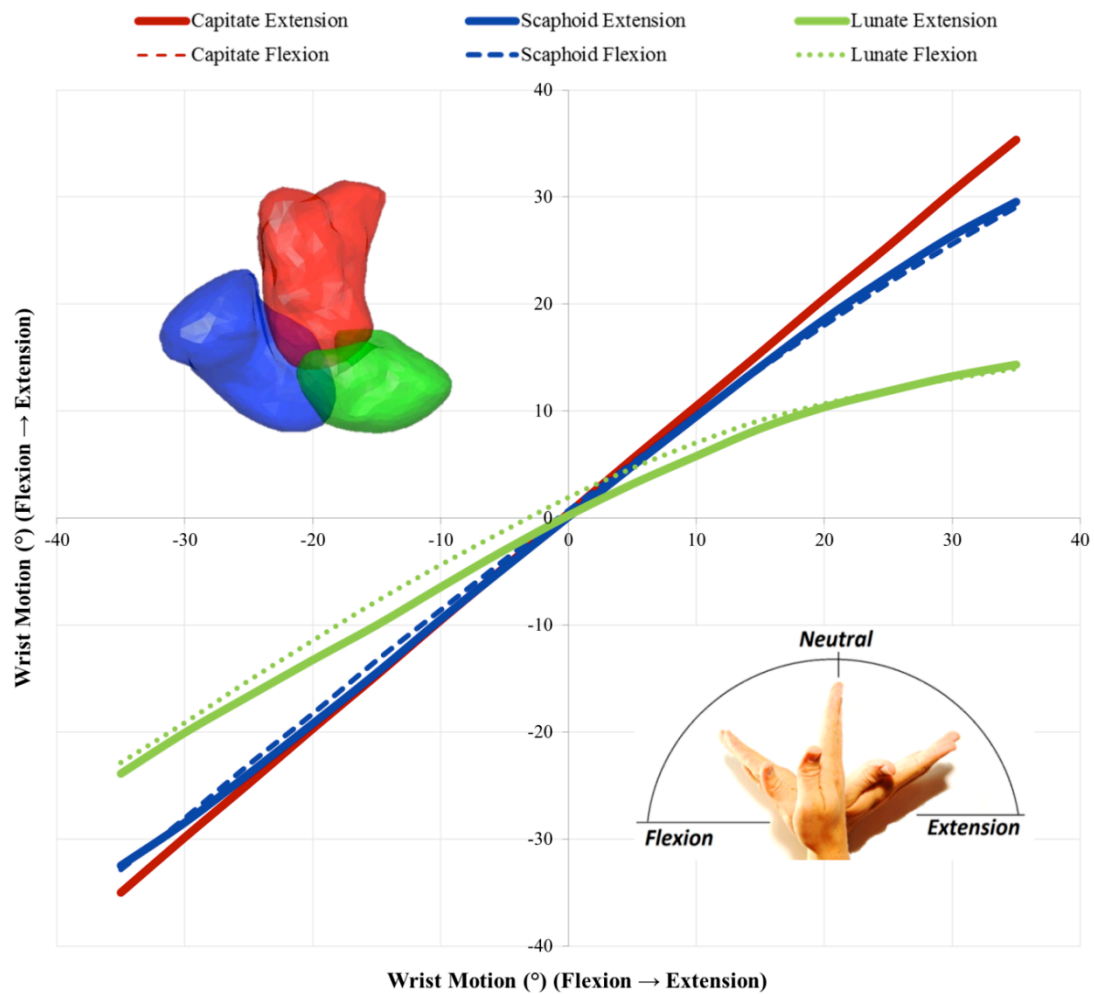 Capitate Extension Scaphoid Extension Lunate Extension
Capitate Flexion Scaphoid Flexion Lunate Flexion
40
30
20
10
0
-40 -30 -20 -10 0 10 20 30 40
-10
-20
-30
-40
Wrist Motion (°) (Flexion → Extension)
Neutral
Flexion
Extension
Wrist Motion (°) (Flexion → Extension)